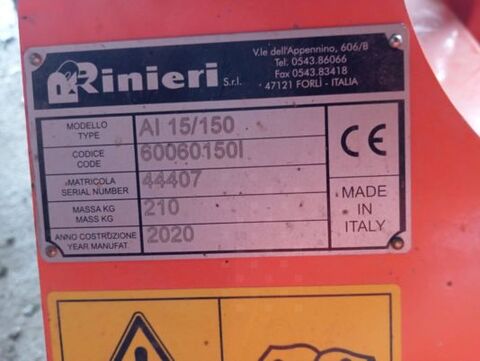 Rinieri S.r.l.
V.le dell'Appennino, 606/B
Tel. 0543.86066
Fax 0543.83418
47121 FORLÌ - ITALIA
MODELLO
TYPE
AI 15/150
CODICE
CODE
60060150I
MATRICOLA
SERIAL NUMBER
44407
MASSA KG
MASS KG
210
ANNO COSTRUZIONE
YEAR MANUFAT.
2020
CE
MADE
IN
ITALY